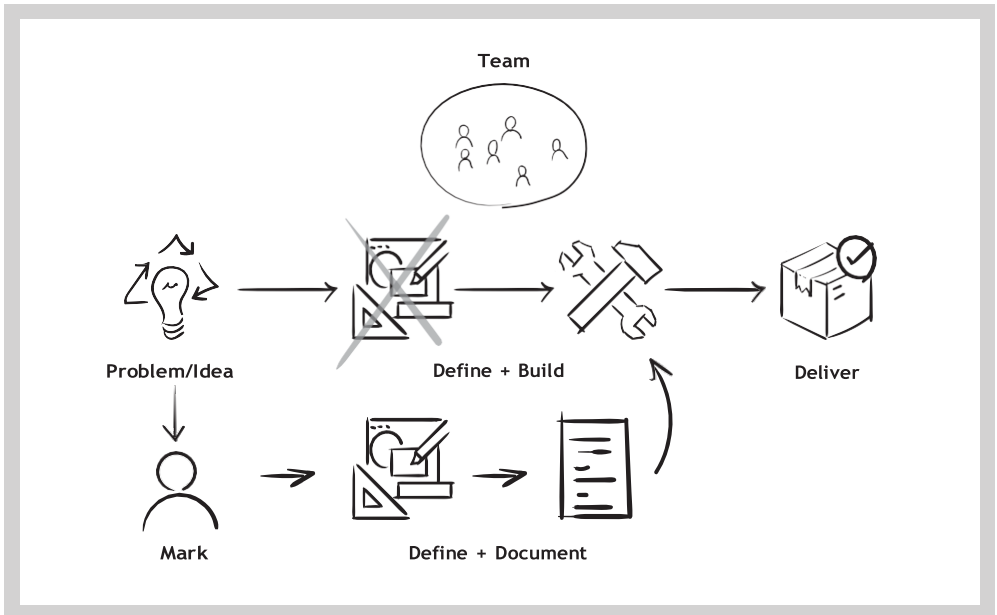 Team
Problem/Idea
Define + Build
Deliver
Mark
Define + Document